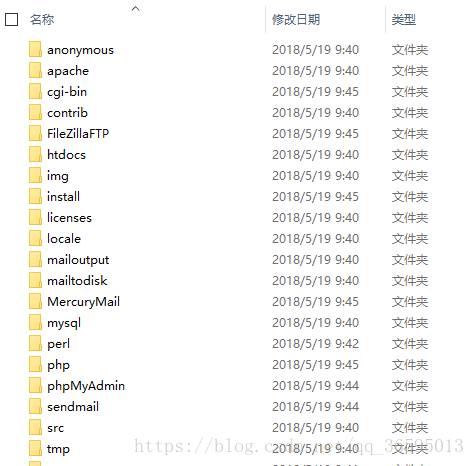 名称 修改日期 类型
anonymous 2018/5/19 9:40 文件夹
apache 2018/5/19 9:40 文件夹
cgi-bin 2018/5/19 9:45 文件夹
contrib 2018/5/19 9:40 文件夹
FileZillaFTP 2018/5/19 9:45 文件夹
htdocs 2018/5/19 9:40 文件夹
img 2018/5/19 9:40 文件夹
install 2018/5/19 9:45 文件夹
licenses 2018/5/19 9:40 文件夹
locale 2018/5/19 9:40 文件夹
mailoutput 2018/5/19 9:40 文件夹
mailtodisk 2018/5/19 9:40 文件夹
MercuryMail 2018/5/19 9:45 文件夹
mysql 2018/5/19 9:40 文件夹
perl 2018/5/19 9:42 文件夹
php 2018/5/19 9:45 文件夹
phpMyAdmin 2018/5/19 9:44 文件夹
sendmail 2018/5/19 9:44 文件夹
src 2018/5/19 9:40 文件夹
tmp 2018/5/19 9:40 文件夹
https://blog.csdn.net/qq_36595013